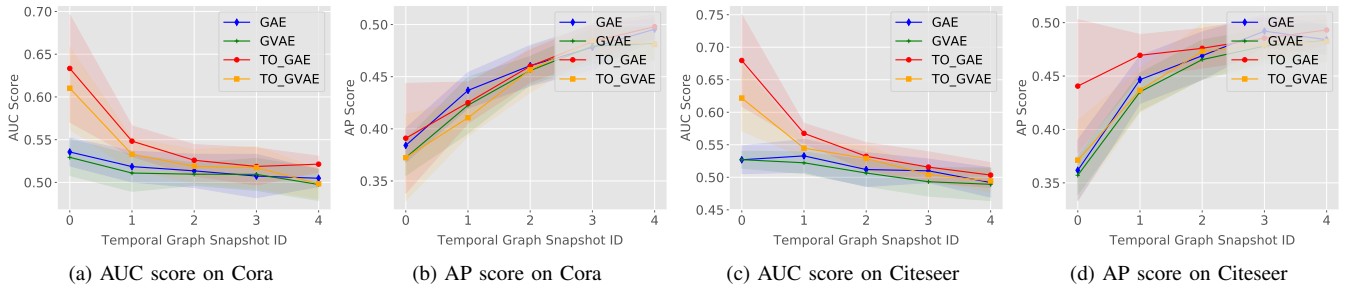 0.70
0.65
0.60
0.55
0.50
AUC Score
0 1 2 3 4
Temporal Graph Snapshot ID
GAE
GVAE
TO_GAE
TO_GVAE
(a) AUC score on Cora
0.50
0.45
0.40
0.35
AP Score
0 1 2 3 4
Temporal Graph Snapshot ID
GAE
GVAE
TO_GAE
TO_GVAE
(b) AP score on Cora
0.75
0.70
0.65
0.60
0.55
0.50
0.45
AUC Score
0 1 2 3 4
Temporal Graph Snapshot ID
GAE
GVAE
TO_GAE
TO_GVAE
(c) AUC score on Citeseer
0.50
0.45
0.40
0.35
AP Score
0 1 2 3 4
Temporal Graph Snapshot ID
GAE
GVAE
TO_GAE
TO_GVAE
(d) AP score on Citeseer